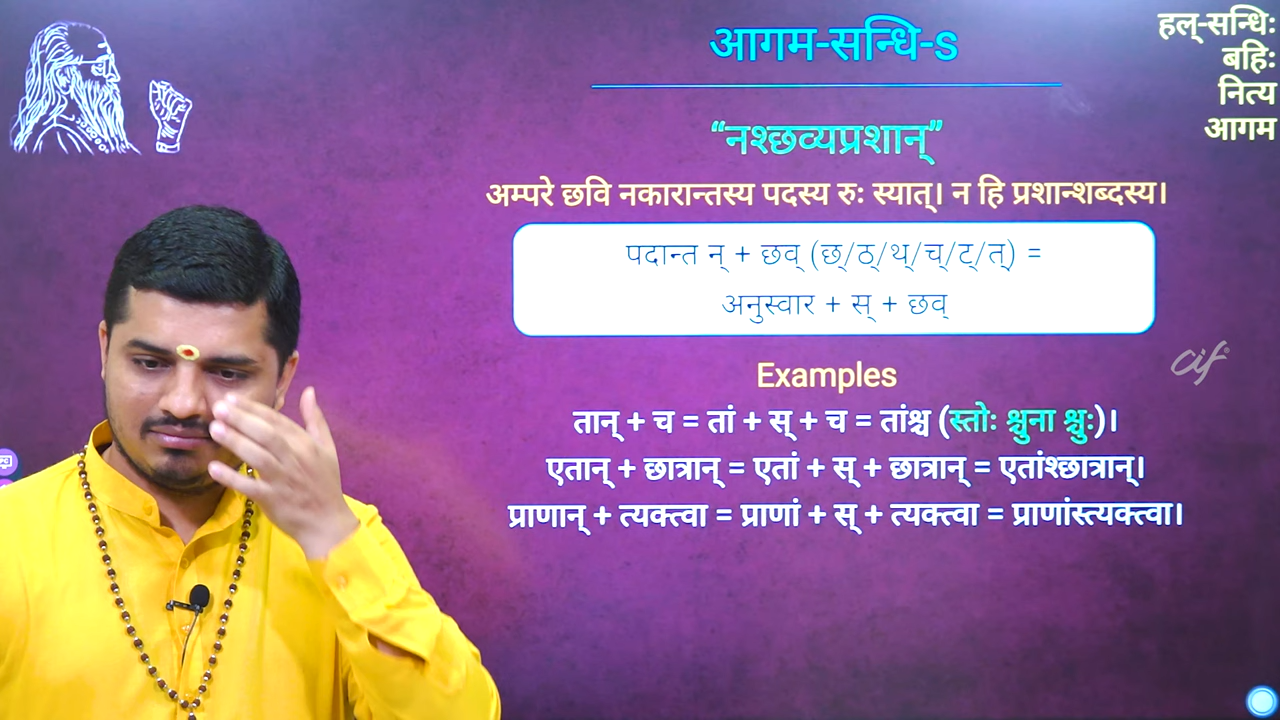 आगम-सन्धि-s
हल्-सन्धिः
बहिः
नित्य
आगम
“नश्छव्यप्रशान्”
अम्परे छवि नकारान्तस्य पदस्य रुः स्यात्। न हि प्रशान्शब्दस्य।
पदान्त न् + छव् (छ्/ठ्/थ्/च्/ट्/त्) =
अनुस्वार + स् + छव्
cif
Examples
तान् + च = तां + स् + च = तांश्च (स्तोः श्चुना श्चुः)।
एतान् + छात्रान् = एतां + स् + छात्रान् = एतांश्छात्रान्।
प्राणान् + त्यक्त्वा = प्राणां + स् + त्यक्त्वा = प्राणांस्त्यक्त्वा।